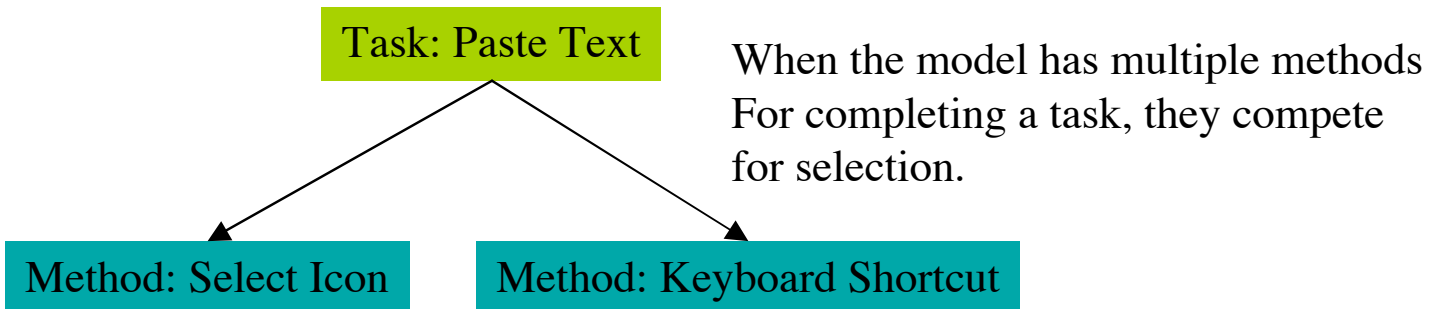 Task: Paste Text
When the model has multiple methods
For completing a task, they compete
for selection.
Method: Select Icon
Method: Keyboard Shortcut